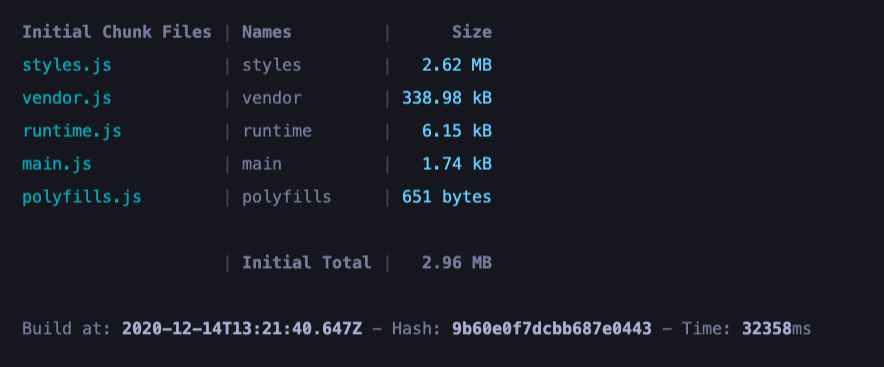 Initial Chunk Files | Names | Size
styles.js | styles | 2.62 MB
vendor.js | vendor | 338.98 kB
runtime.js | runtime | 6.15 kB
main.js | main | 1.74 kB
polyfills.js | polyfills | 651 bytes
| Initial Total | 2.96 MB
Build at: 2020-12-14T13:21:40.647Z - Hash: 9b60e0f7dcbb687e0443 - Time: 32358ms